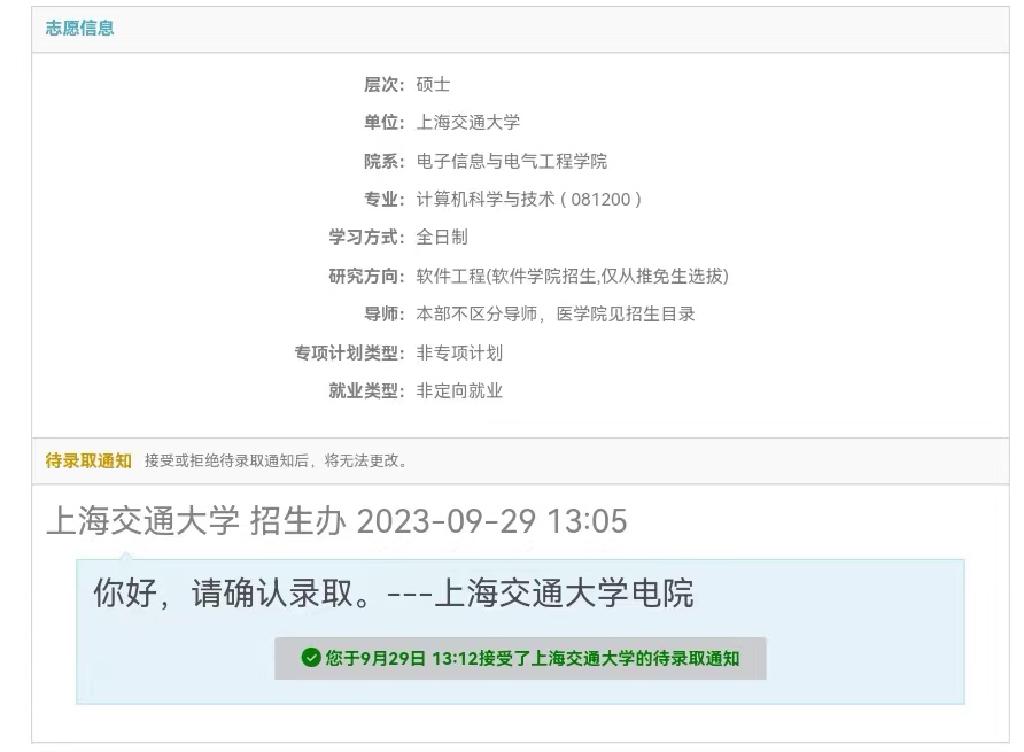 志愿信息
层次：硕士
单位：上海交通大学
院系：电子信息与电气工程学院
专业：计算机科学与技术（081200）
学习方式：全日制
研究方向：软件工程(软件学院招生,仅从推免生选拔)
导师：本部不区分导师，医学院见招生目录
专项计划类型：非专项计划
就业类型：非定向就业
待录取通知 接受或拒绝待录取通知后，将无法更改。
上海交通大学 招生办 2023-09-29 13:05
你好，请确认录取。---上海交通大学电院
您于9月29日 13:12接受了上海交通大学的待录取通知